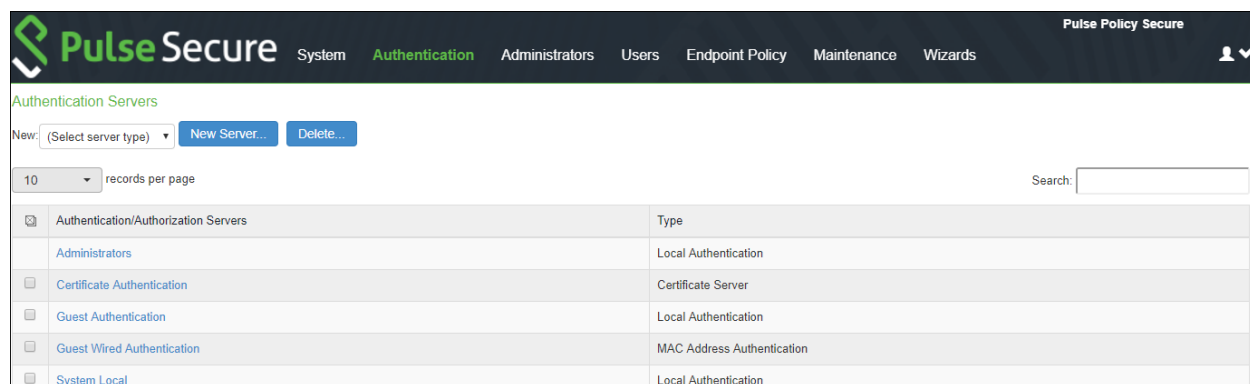 Pulse Policy Secure
Pulse Secure System Authentication Administrators Users Endpoint Policy Maintenance Wizards
Authentication Servers
New: (Select server type) New Server... Delete...
10 records per page Search:
Authentication/Authorization Servers Type
Administrators Local Authentication
Certificate Authentication Certificate Server
Guest Authentication Local Authentication
Guest Wired Authentication MAC Address Authentication
System Local Local Authentication